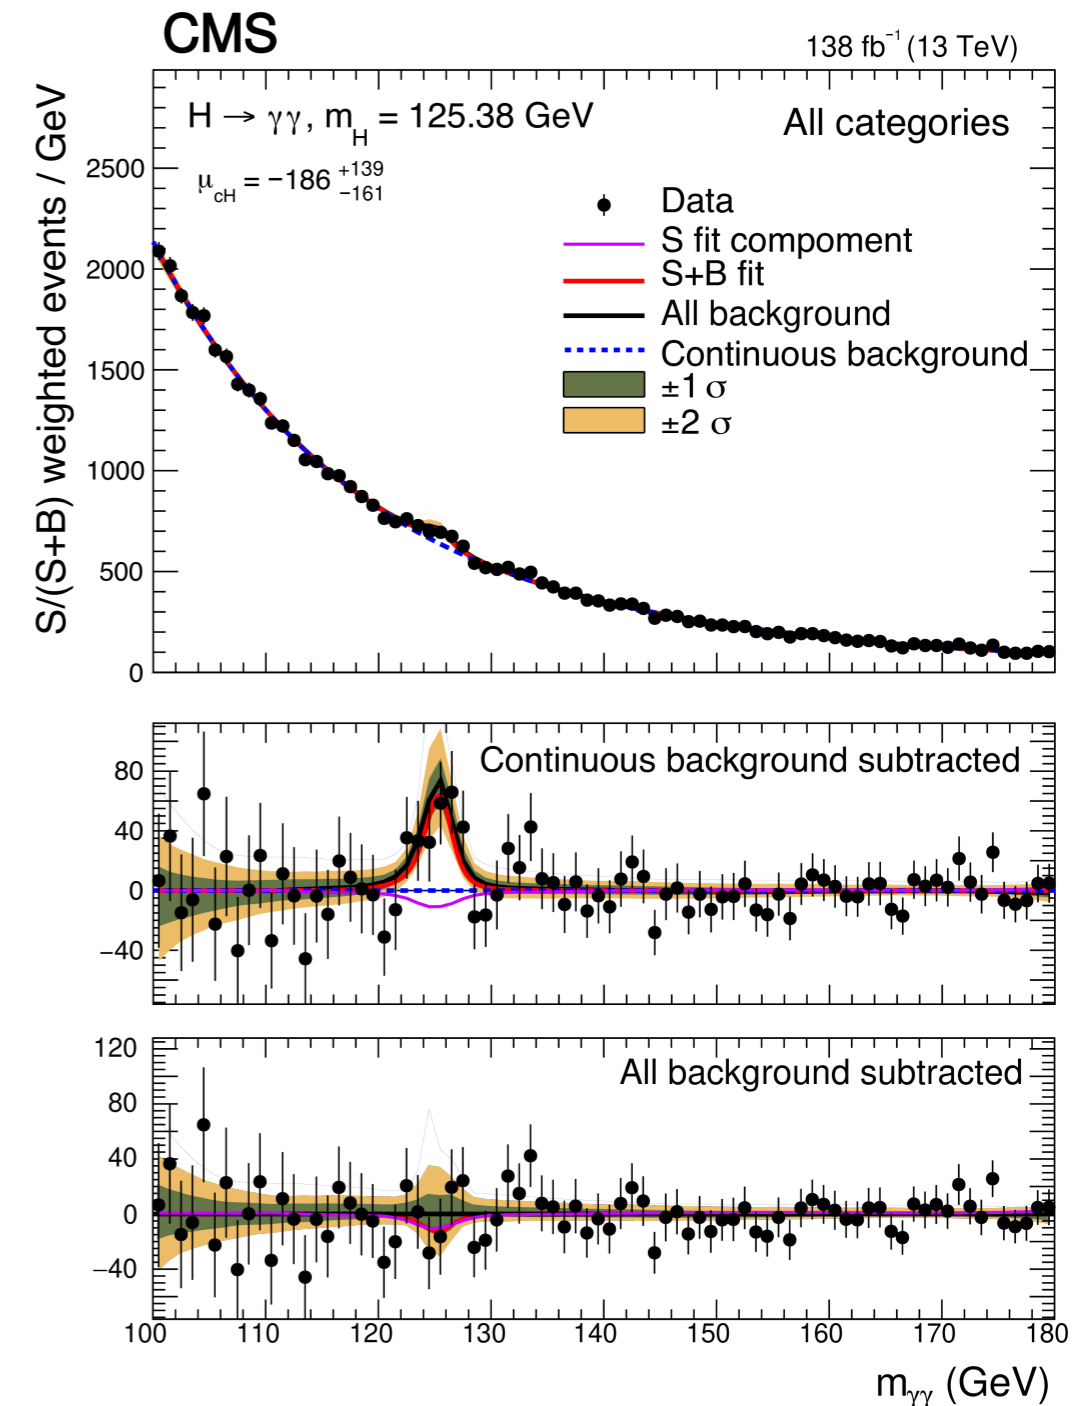 CMS
138 fb⁻¹ (13 TeV)
H → γγ, m_H = 125.38 GeV
All categories
μ_cH = −186 +139 −161
Data
S fit compoment
S+B fit
All background
Continuous background
±1 σ
±2 σ
S/(S+B) weighted events / GeV
2500
2000
1500
1000
500
0
Continuous background subtracted
80
40
0
−40
All background subtracted
120
80
40
0
−40
100 110 120 130 140 150 160 170 180
m_γγ (GeV)